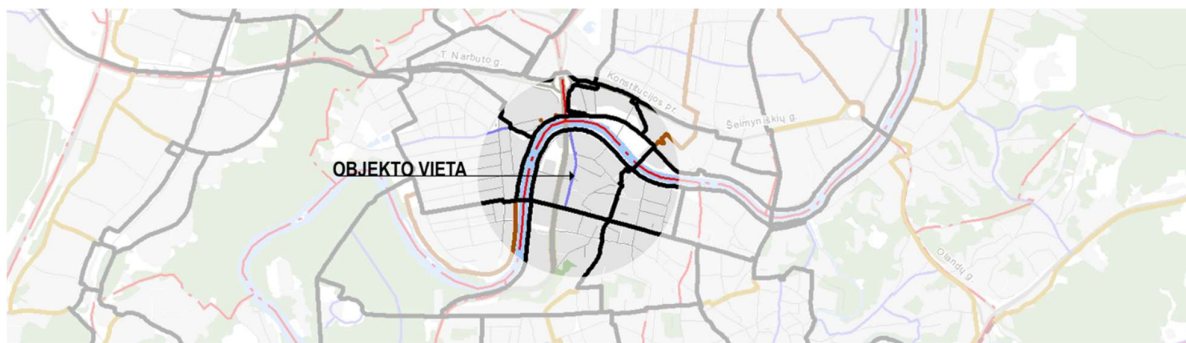 T. Narbuto g.
Konstitucijos pr.
Šeimyniškių g.
OBJEKTO VIETA
Olandų g.